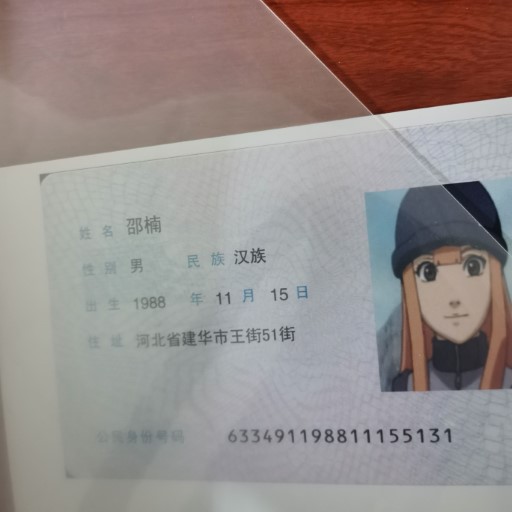 姓名 邵楠
性别 男 民族 汉族
出生 1988 年 11 月 15 日
住址 河北省建华市王街51街
公民身份号码 633491198811155131